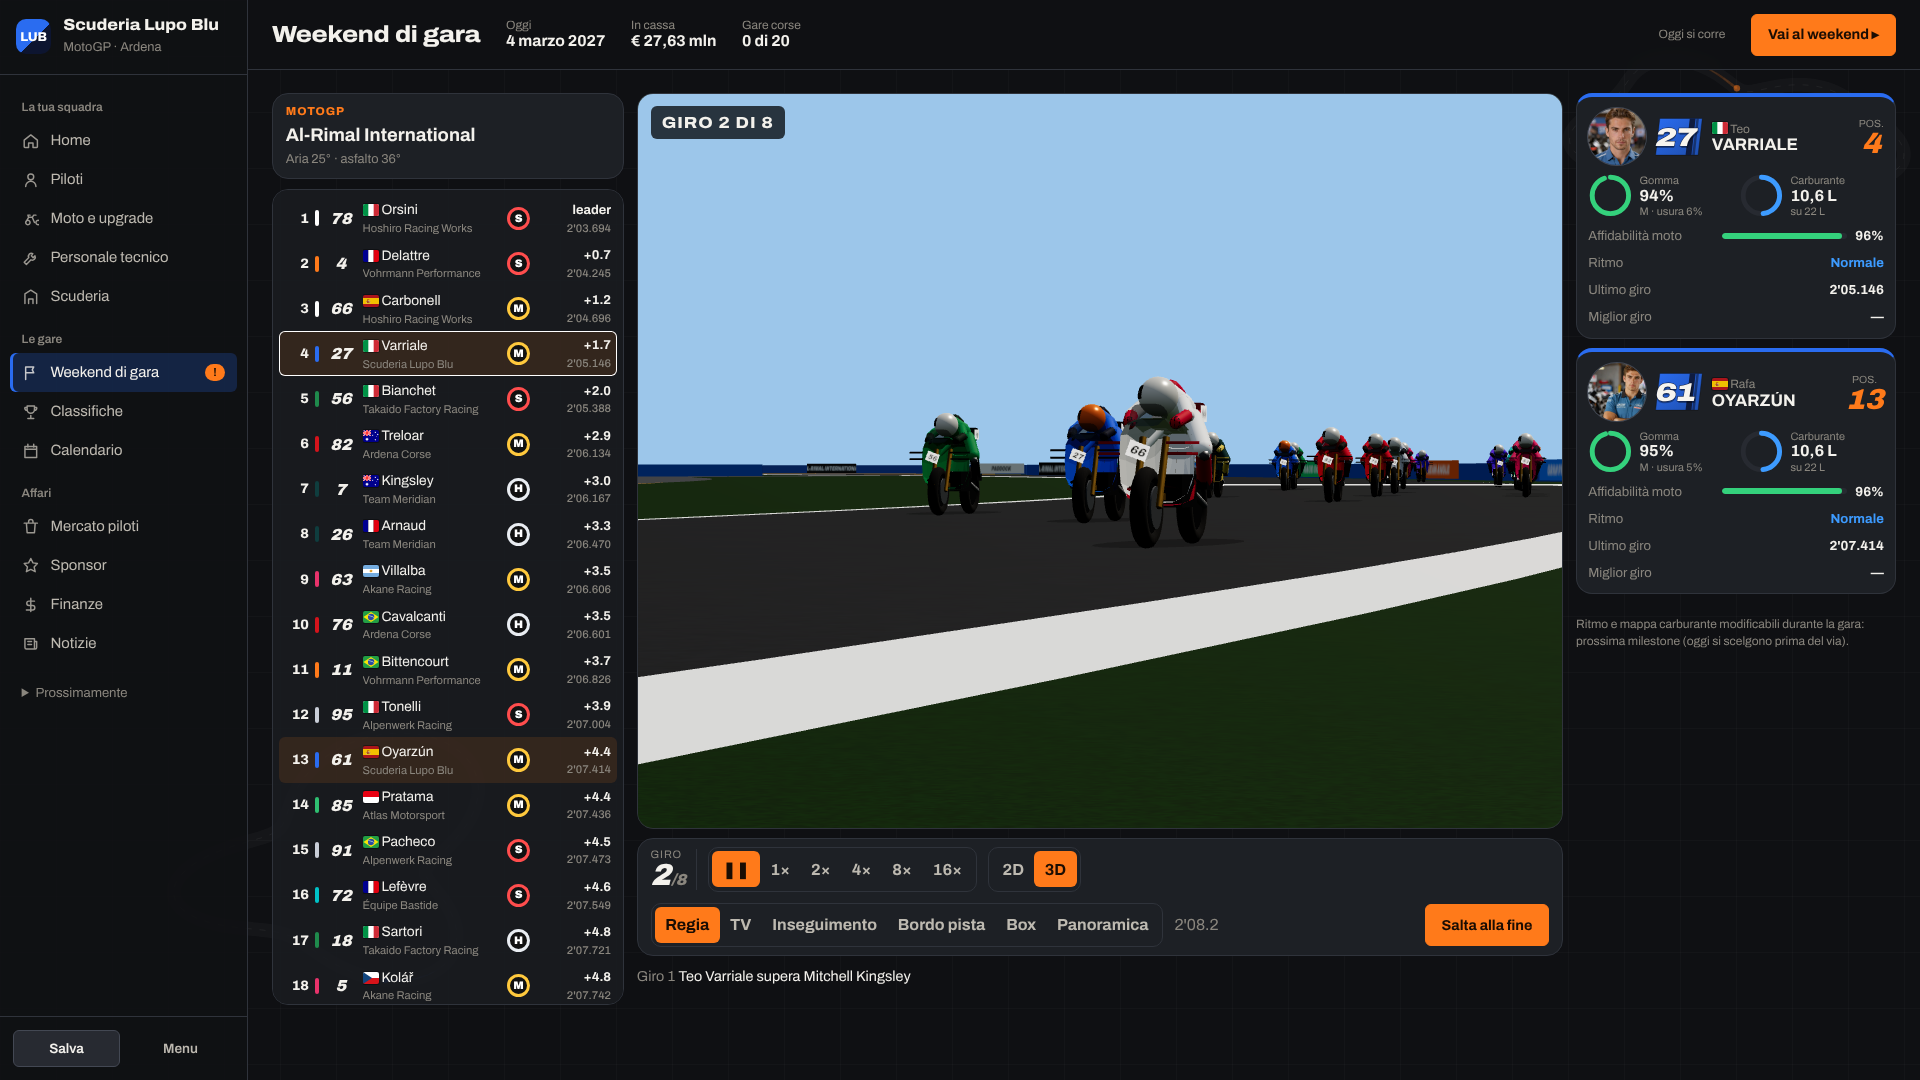 LUB
Scuderia Lupo Blu
MotoGP · Ardena
La tua squadra
Home
Piloti
Moto e upgrade
Personale tecnico
Scuderia
Le gare
Weekend di gara !
Classifiche
Calendario
Affari
Mercato piloti
Sponsor
Finanze
Notizie
▶ Prossimamente
Salva
Menu
Weekend di gara
Oggi
4 marzo 2027
In cassa
€ 27,63 mln
Gare corse
0 di 20
Oggi si corre
Vai al weekend ▸
MOTOGP
Al-Rimal International
Aria 25° · asfalto 36°
1 78 Orsini S leader
Hoshiro Racing Works 2'03.694
2 4 Delattre S +0.7
Vohrmann Performance 2'04.245
3 66 Carbonell M +1.2
Hoshiro Racing Works 2'04.696
4 27 Varriale M +1.7
Scuderia Lupo Blu 2'05.146
5 56 Bianchet S +2.0
Takaido Factory Racing 2'05.388
6 82 Treloar M +2.9
Ardena Corse 2'06.134
7 7 Kingsley H +3.0
Team Meridian 2'06.167
8 26 Arnaud H +3.3
Team Meridian 2'06.470
9 63 Villalba M +3.5
Akane Racing 2'06.606
10 76 Cavalcanti H +3.5
Ardena Corse 2'06.601
11 11 Bittencourt M +3.7
Vohrmann Performance 2'06.826
12 95 Tonelli S +3.9
Alpenwerk Racing 2'07.004
13 61 Oyarzún M +4.4
Scuderia Lupo Blu 2'07.414
14 85 Pratama M +4.4
Atlas Motorsport 2'07.436
15 91 Pacheco S +4.5
Alpenwerk Racing 2'07.473
16 72 Lefèvre S +4.6
Équipe Bastide 2'07.549
17 18 Sartori H +4.8
Takaido Factory Racing 2'07.721
18 5 Kolář M +4.8
Akane Racing 2'07.742
GIRO 2 DI 8
56
27
66
GIRO
2/8
1× 2× 4× 8× 16×
2D 3D
Regia TV Inseguimento Bordo pista Box Panoramica 2'08.2
Salta alla fine
Giro 1 Teo Varriale supera Mitchell Kingsley
27
Teo
VARRIALE
POS.
4
Gomma
94%
M · usura 6%
Carburante
10,6 L
su 22 L
Affidabilità moto 96%
Ritmo Normale
Ultimo giro 2'05.146
Miglior giro —
61
Rafa
OYARZÚN
POS.
13
Gomma
95%
M · usura 5%
Carburante
10,6 L
su 22 L
Affidabilità moto 96%
Ritmo Normale
Ultimo giro 2'07.414
Miglior giro —
Ritmo e mappa carburante modificabili durante la gara:
prossima milestone (oggi si scelgono prima del via).